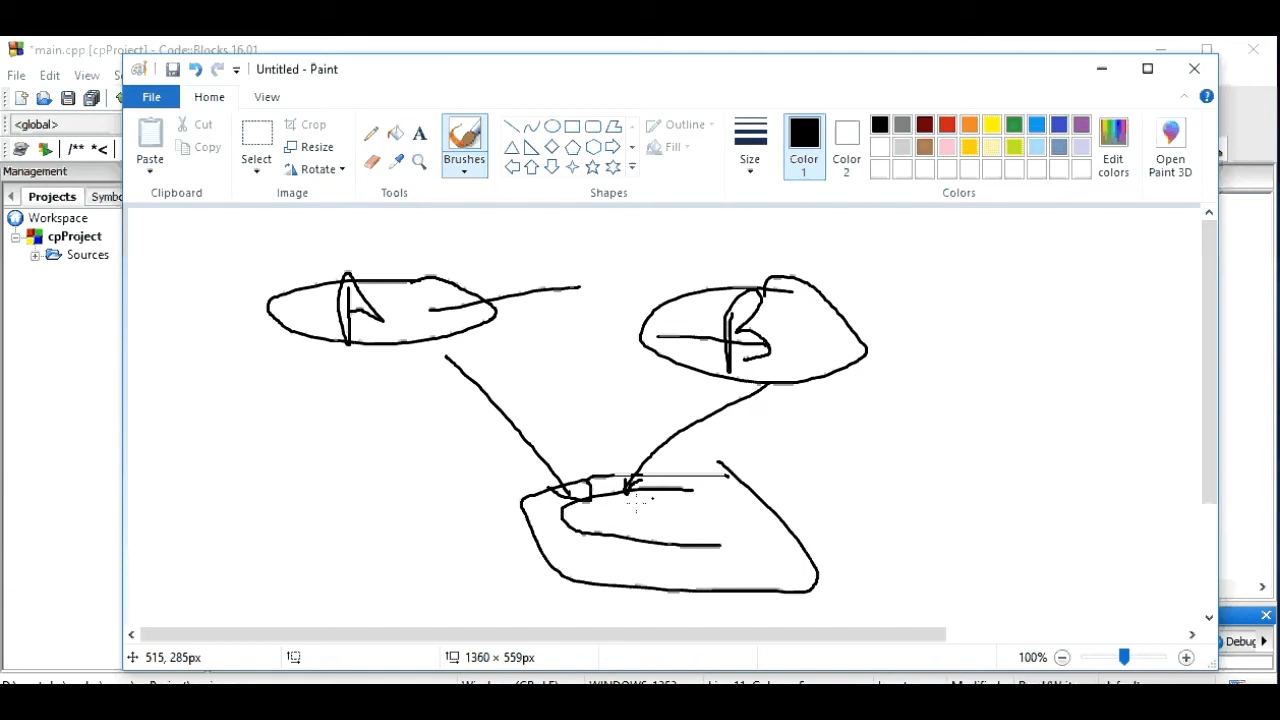 *main.cpp [cpProject] - Code::Blocks 16.01
File Edit View
Untitled - Paint
File Home View
<global>
Paste
Cut
Copy
Select
Crop
Resize
Rotate
Brushes
Outline
Fill
Size
Color 1
Color 2
Edit colors
Open Paint 3D
/** *<
Clipboard Image Tools Shapes Colors
Management
Projects Symbo
Workspace
cpProject
Sources
A
B
C
Debug
515, 285px
1360 × 559px
100%